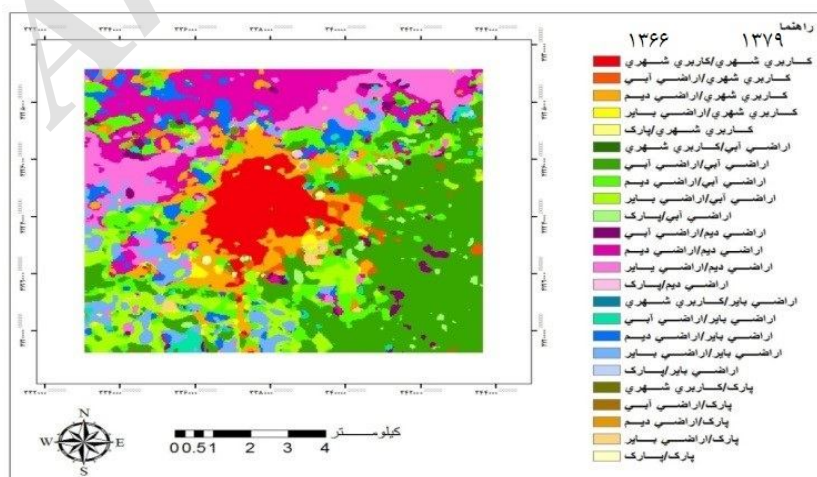 راهنما
۱۳۶۶ ۱۳۷۹
کاربری شهری/کاربری شهری
کاربری شهری/اراضی آبی
کاربری شهری/اراضی دیم
کاربری شهری/اراضی بایر
کاربری شهری/پارک
اراضی آبی/کاربری شهری
اراضی آبی/اراضی آبی
اراضی آبی/اراضی دیم
اراضی آبی/اراضی بایر
اراضی آبی/پارک
اراضی دیم/اراضی آبی
اراضی دیم/اراضی دیم
اراضی دیم/اراضی بایر
اراضی دیم/پارک
اراضی بایر/کاربری شهری
اراضی بایر/اراضی آبی
اراضی بایر/اراضی دیم
اراضی بایر/اراضی بایر
اراضی بایر/پارک
پارک/کاربری شهری
پارک/اراضی آبی
پارک/اراضی دیم
پارک/اراضی بایر
پارک/پارک
N
W E
S
کیلومتر
0 0.5 1 2 3 4